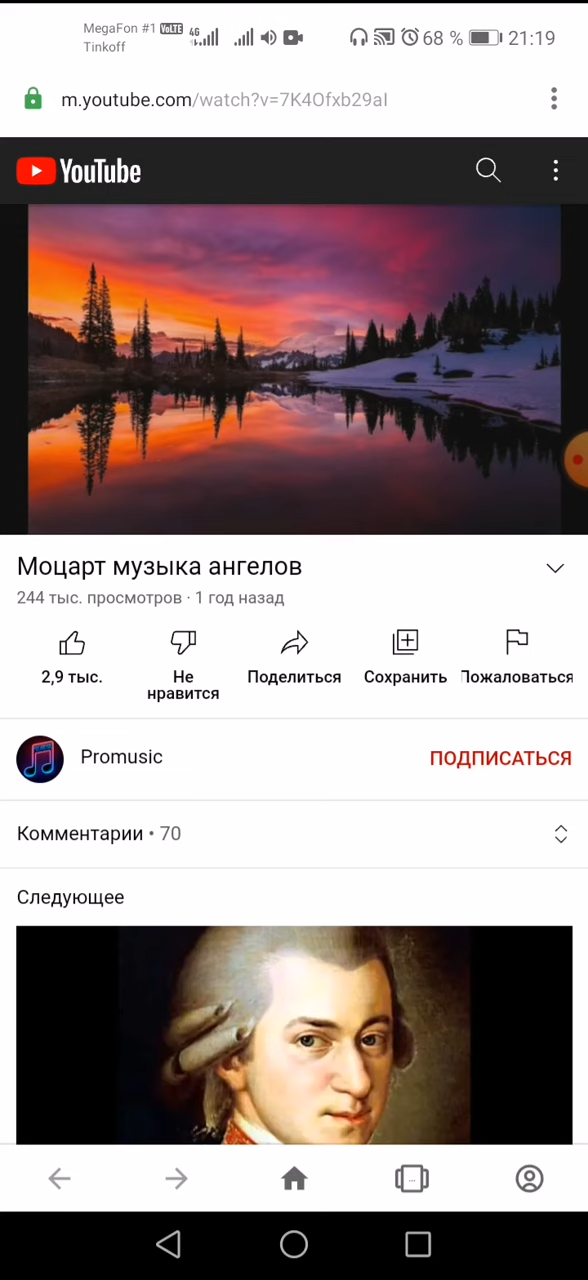 MegaFon #1 VoLTE 4G 68 % 21:19
Tinkoff
m.youtube.com/watch?v=7K4Ofxb29aI
YouTube
Моцарт музыка ангелов
244 тыс. просмотров · 1 год назад
2,9 тыс.
Не нравится
Поделиться
Сохранить
Пожаловаться
Promusic
ПОДПИСАТЬСЯ
Комментарии • 70
Следующее